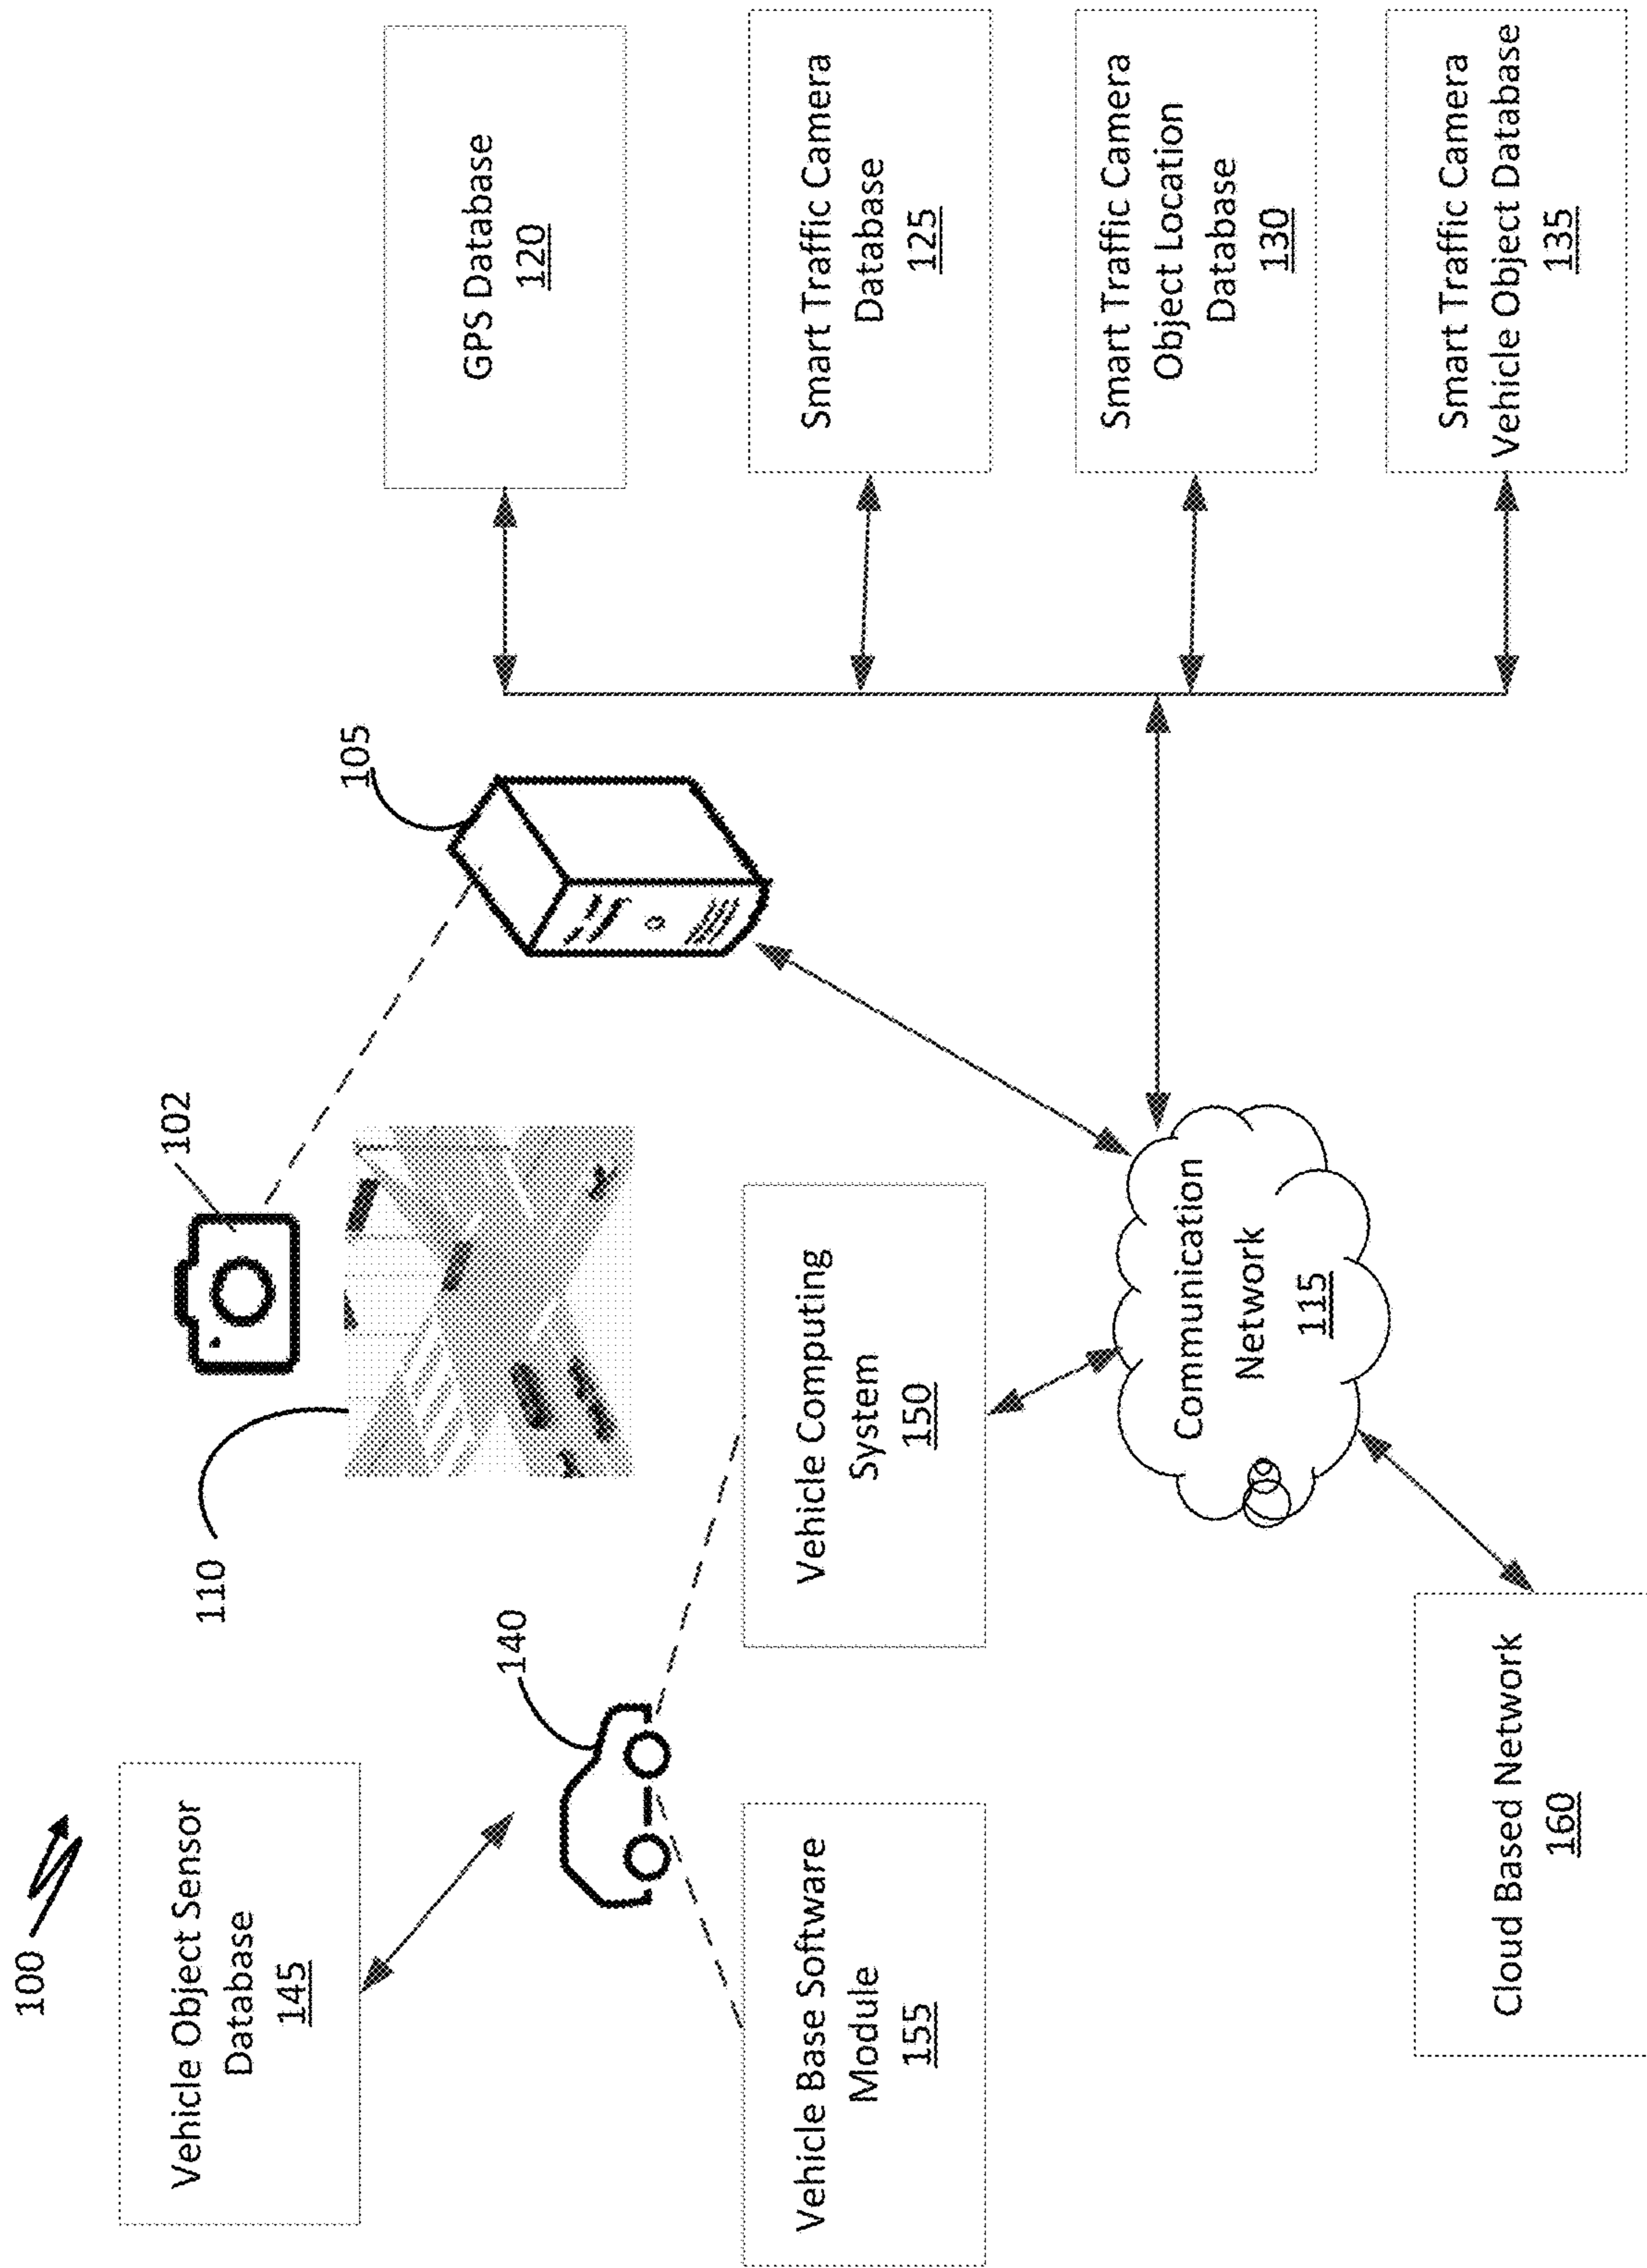 100
Vehicle Object Sensor
Database
145
110
102
105
140
GPS Database
120
Smart Traffic Camera
Database
125
Smart Traffic Camera
Object Location
Database
130
Smart Traffic Camera
Vehicle Object Database
135
Vehicle Base Software
Module
155
Vehicle Computing
System
150
Communication
Network
115
Cloud Based Network
160